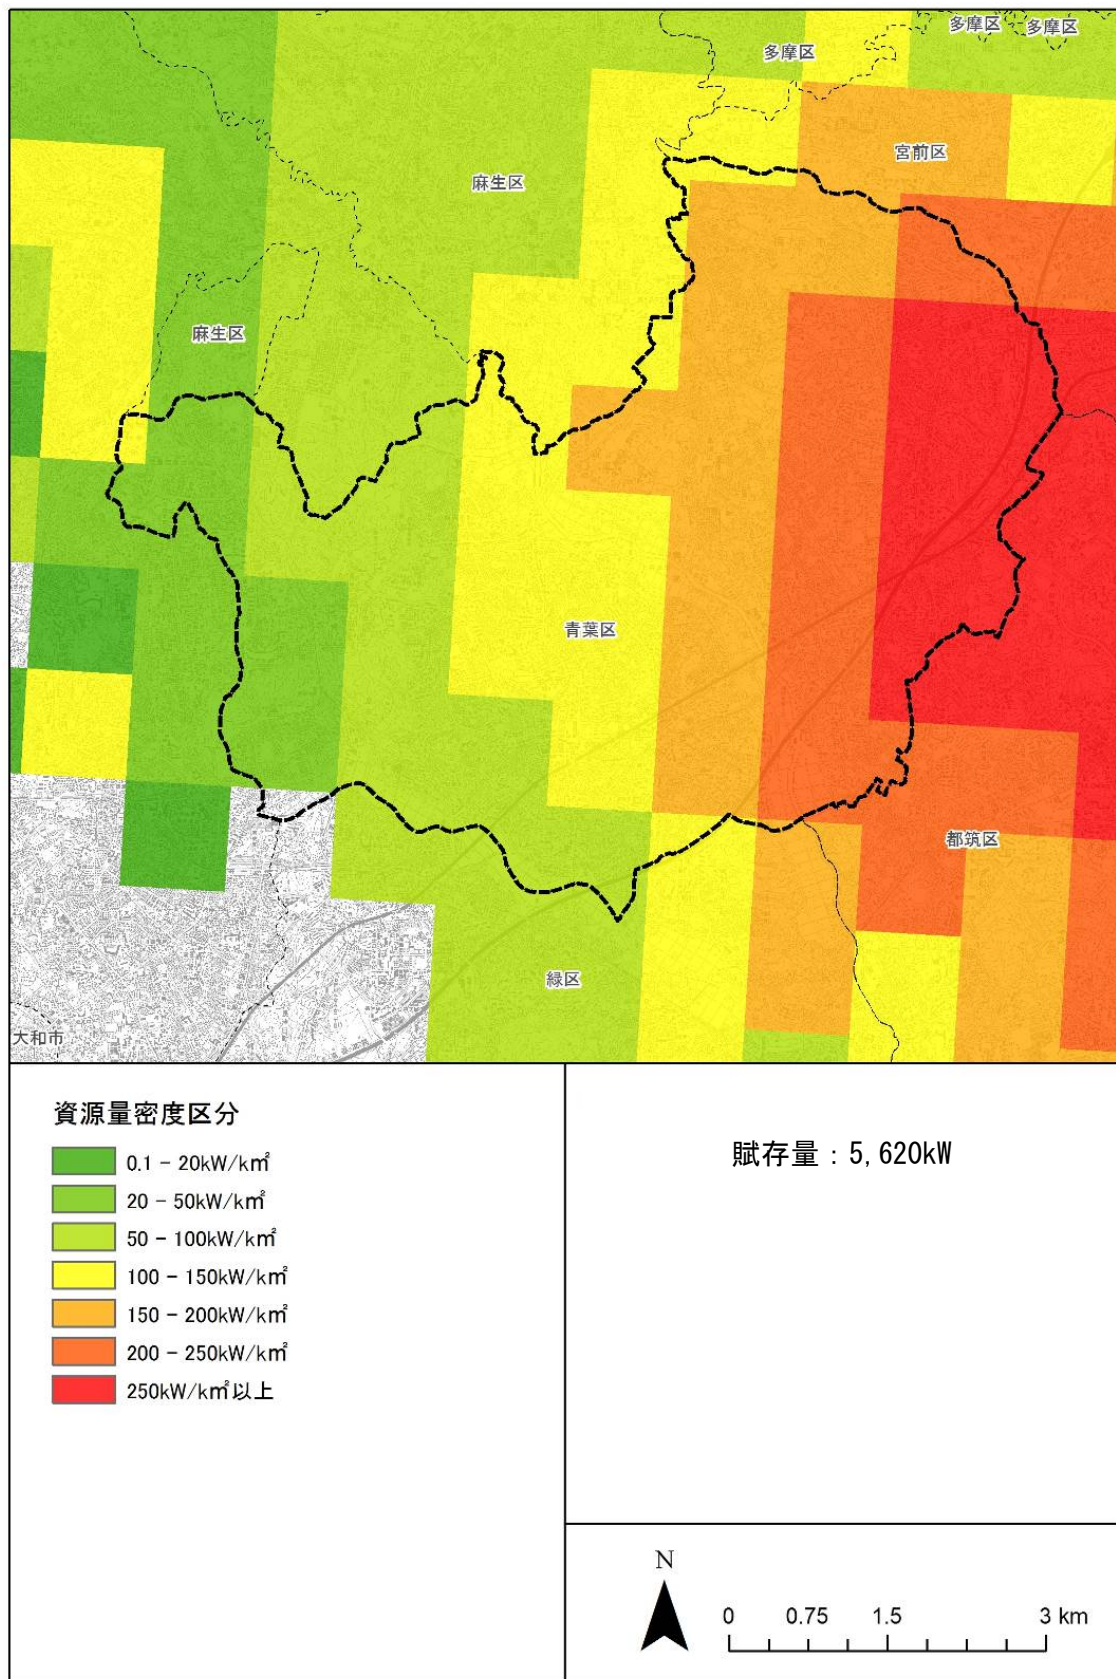 多摩区
多摩区
多摩区
宮前区
麻生区
麻生区
青葉区
都筑区
緑区
大和市
資源量密度区分
0.1 - 20kW/k㎡
20 - 50kW/k㎡
50 - 100kW/k㎡
100 - 150kW/k㎡
150 - 200kW/k㎡
200 - 250kW/k㎡
250kW/k㎡以上
賦存量：5,620kW
N
0 0.75 1.5 3 km